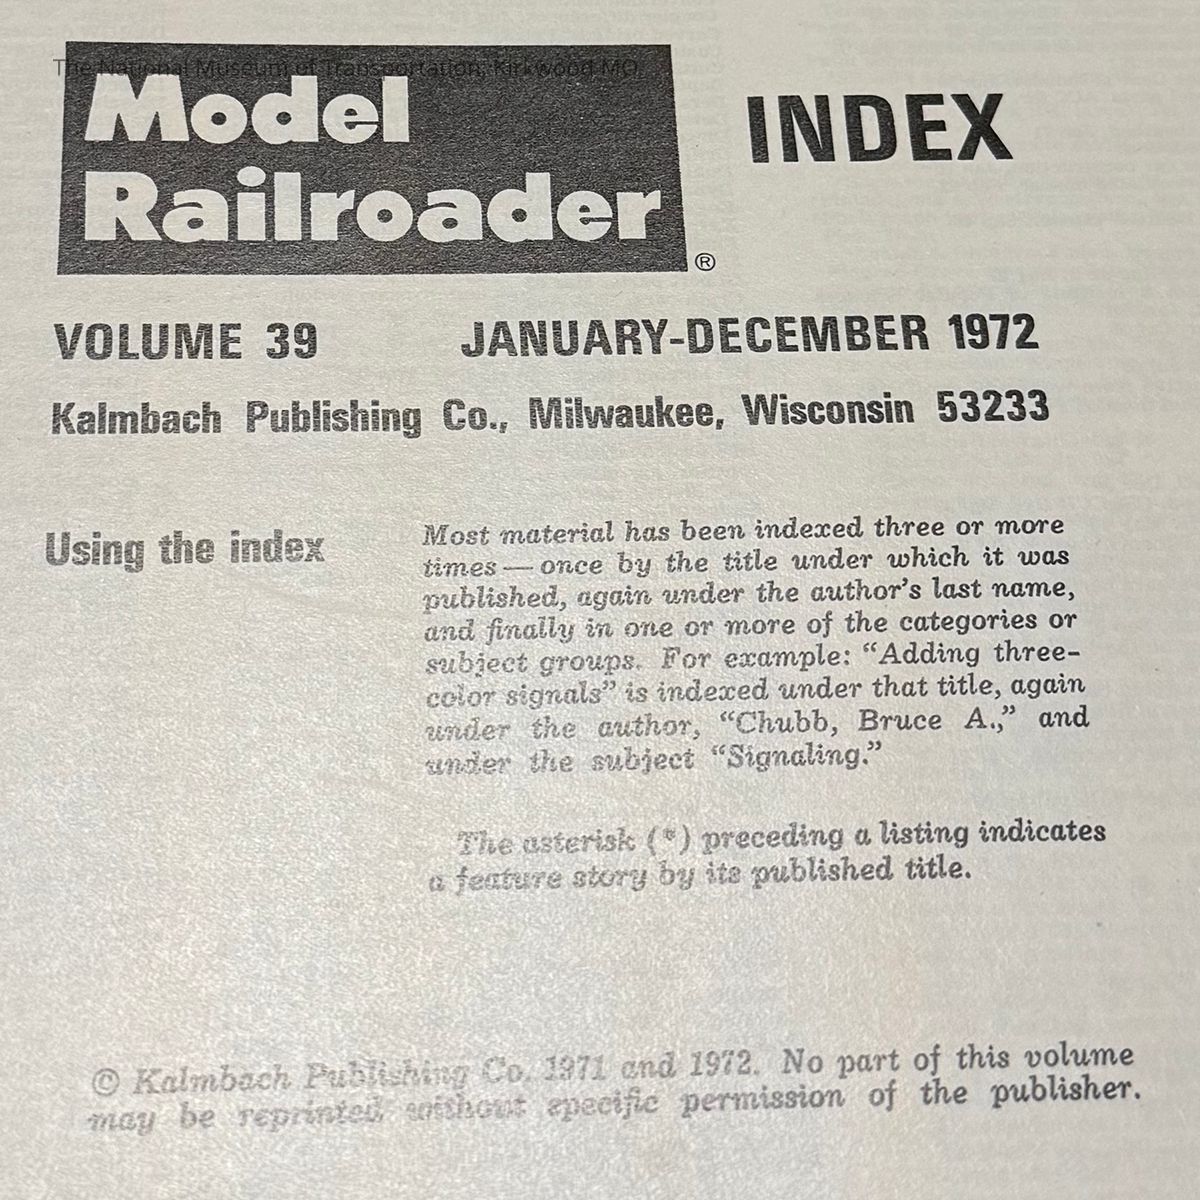 The National Museum of Transportation, Kirkwood MO
Model
Railroader
®
INDEX
VOLUME 39 JANUARY-DECEMBER 1972
Kalmbach Publishing Co., Milwaukee, Wisconsin 53233
Using the index
Most material has been indexed three or more
times — once by the title under which it was
published, again under the author's last name,
and finally in one or more of the categories or
subject groups. For example: “Adding three-
color signals” is indexed under that title, again
under the author, “Chubb, Bruce A.,” and
under the subject “Signaling.”
The asterisk (*) preceding a listing indicates
a feature story by its published title.
© Kalmbach Publishing Co. 1971 and 1972. No part of this volume
may be reprinted without specific permission of the publisher.